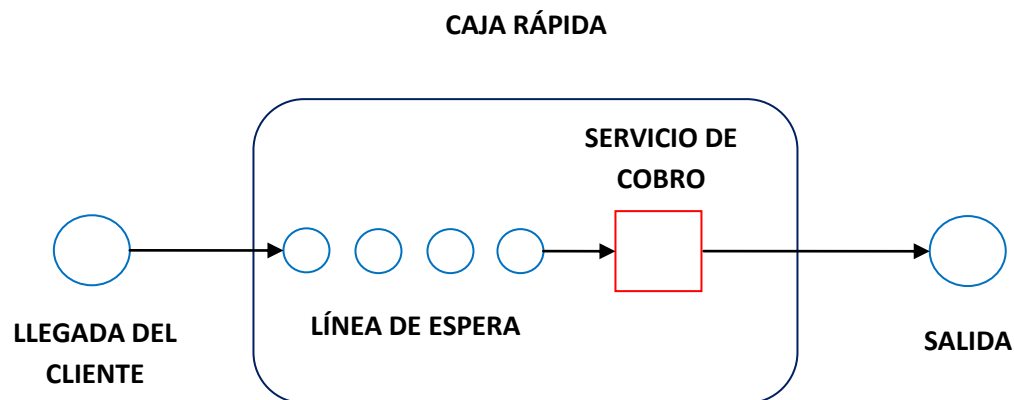 CAJA RÁPIDA
SERVICIO DE
COBRO
LLEGADA DEL
CLIENTE
LÍNEA DE ESPERA
SALIDA